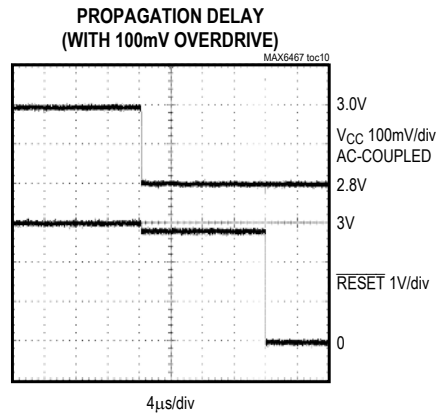 PROPAGATION DELAY
(WITH 100mV OVERDRIVE)
MAX6467 toc10
3.0V
VCC 100mV/div
AC-COUPLED
2.8V
3V
RESET 1V/div
0
4µs/div